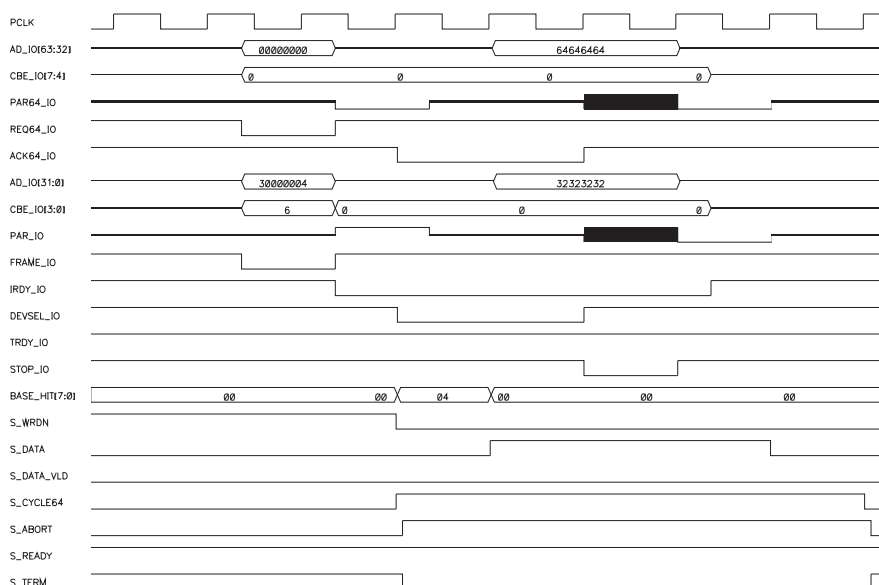 PCLK
AD_IO[63:32] 00000000 64646464
CBE_IO[7:4] 0 0 0 0
PAR64_IO
REQ64_IO
ACK64_IO
AD_IO[31:0] 30000004 32323232
CBE_IO[3:0] 6 0 0 0
PAR_IO
FRAME_IO
IRDY_IO
DEVSEL_IO
TRDY_IO
STOP_IO
BASE_HIT[7:0] 00 00 04 00 00 00
S_WRDN
S_DATA
S_DATA_VLD
S_CYCLE64
S_ABORT
S_READY
S_TERM